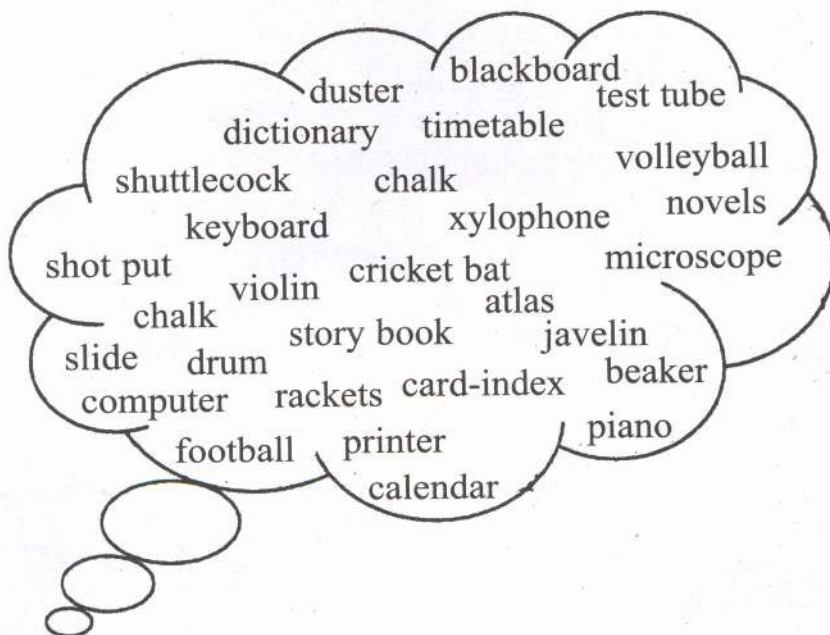 blackboard
duster
test tube
dictionary
timetable
volleyball
shuttlecock
chalk
novels
keyboard
xylophone
shot put
cricket bat
microscope
violin
atlas
chalk
story book
javelin
slide
drum
beaker
computer
rackets
card-index
football
printer
piano
calendar